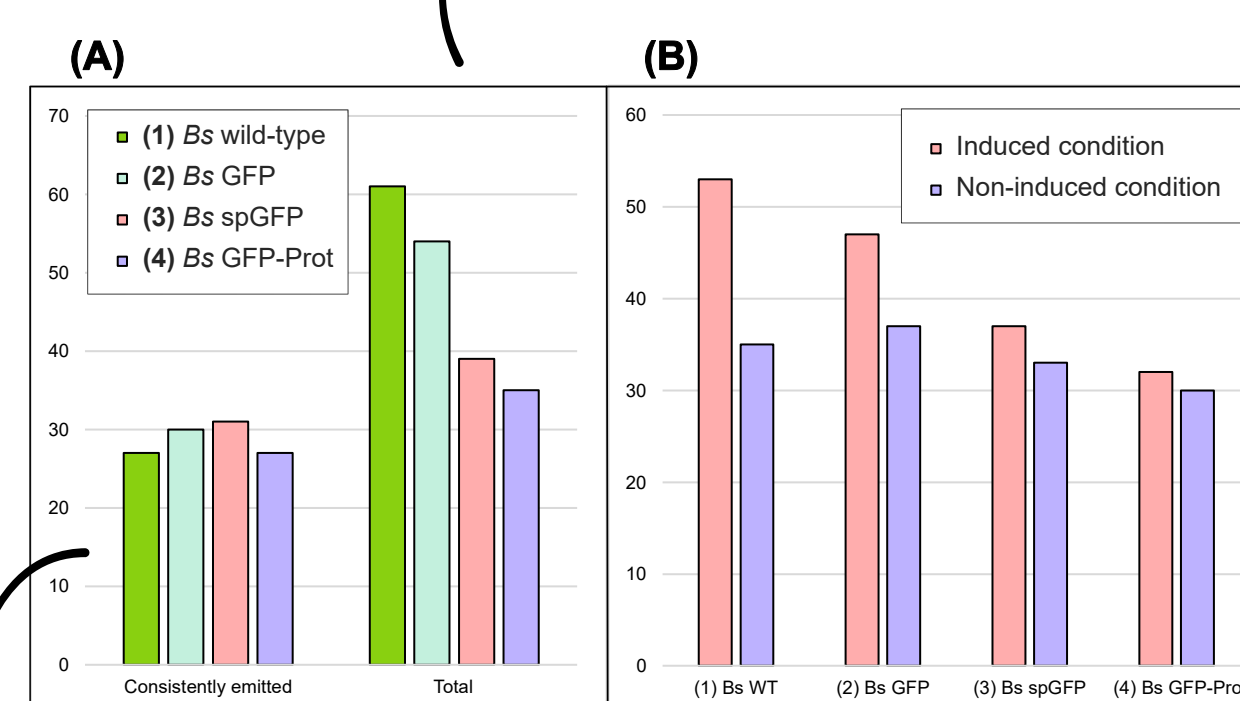 (A)
(B)
70
60
50
40
30
20
10
0
(1) Bs wild-type
(2) Bs GFP
(3) Bs spGFP
(4) Bs GFP-Prot
Consistently emitted
Total
60
50
40
30
20
10
0
Induced condition
Non-induced condition
(1) Bs WT
(2) Bs GFP
(3) Bs spGFP
(4) Bs GFP-Pro